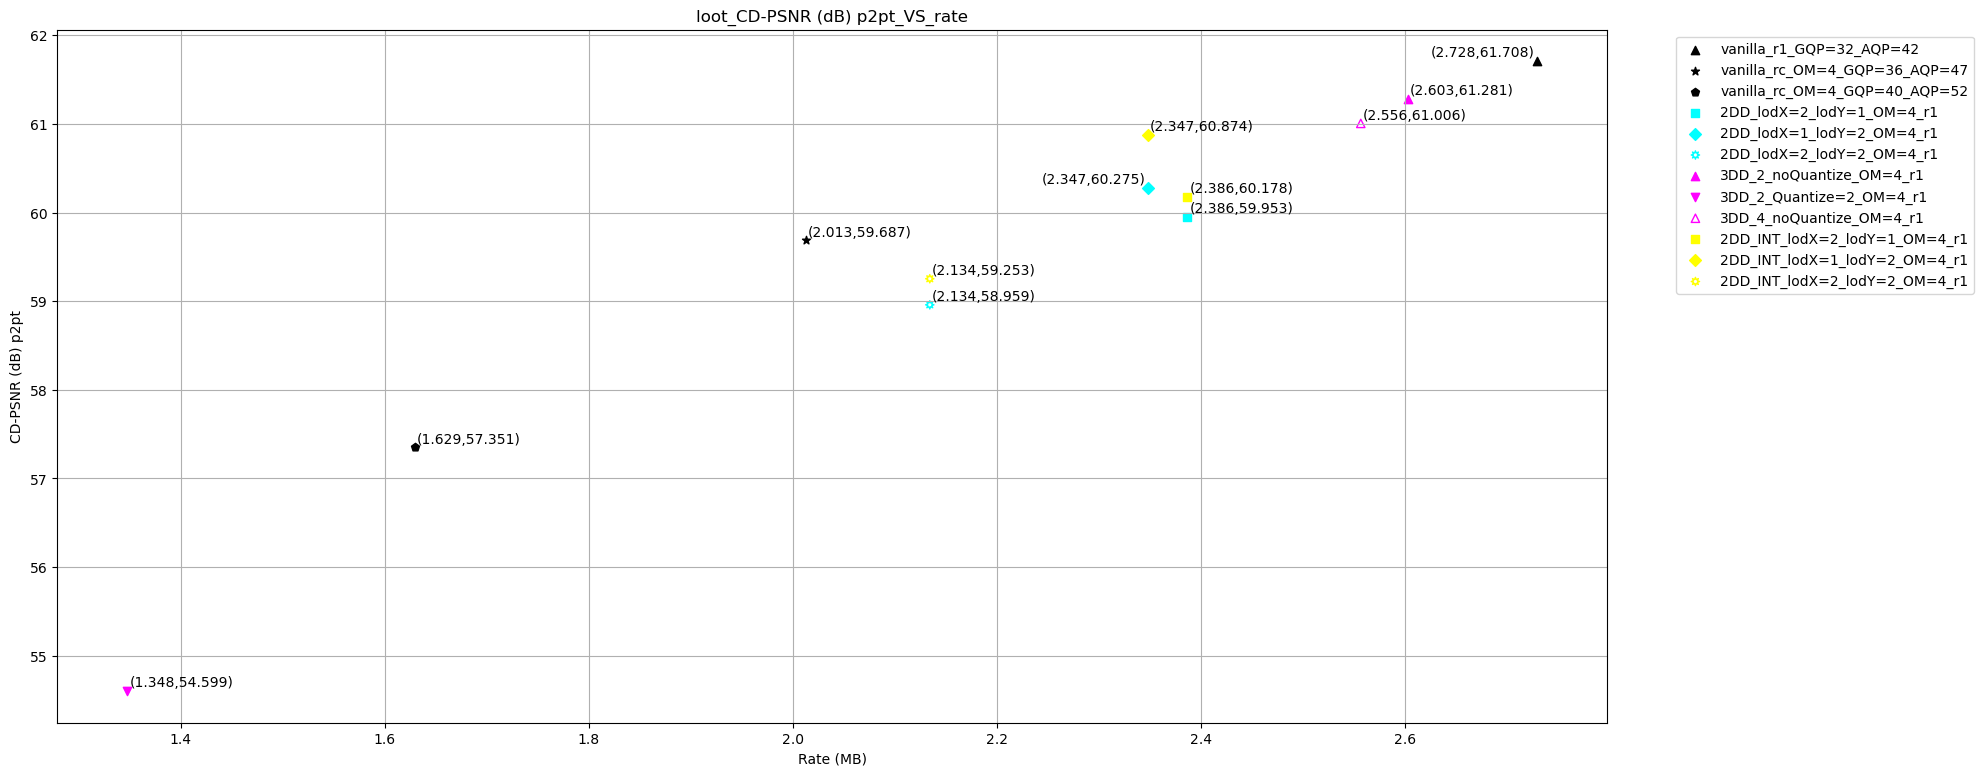 loot_CD-PSNR (dB) p2pt_VS_rate
62
61
60
59
58
57
56
55
CD-PSNR (dB) p2pt
(2.728,61.708)
(2.603,61.281)
(2.556,61.006)
(2.347,60.874)
(2.347,60.275)
(2.386,60.178)
(2.386,59.953)
(2.013,59.687)
(2.134,59.253)
(2.134,58.959)
(1.629,57.351)
(1.348,54.599)
1.4
1.6
1.8
2.0
2.2
2.4
2.6
Rate (MB)
vanilla_r1_GQP=32_AQP=42
vanilla_rc_OM=4_GQP=36_AQP=47
vanilla_rc_OM=4_GQP=40_AQP=52
2DD_lodX=2_lodY=1_OM=4_r1
2DD_lodX=1_lodY=2_OM=4_r1
2DD_lodX=2_lodY=2_OM=4_r1
3DD_2_noQuantize_OM=4_r1
3DD_2_Quantize=2_OM=4_r1
3DD_4_noQuantize_OM=4_r1
2DD_INT_lodX=2_lodY=1_OM=4_r1
2DD_INT_lodX=1_lodY=2_OM=4_r1
2DD_INT_lodX=2_lodY=2_OM=4_r1